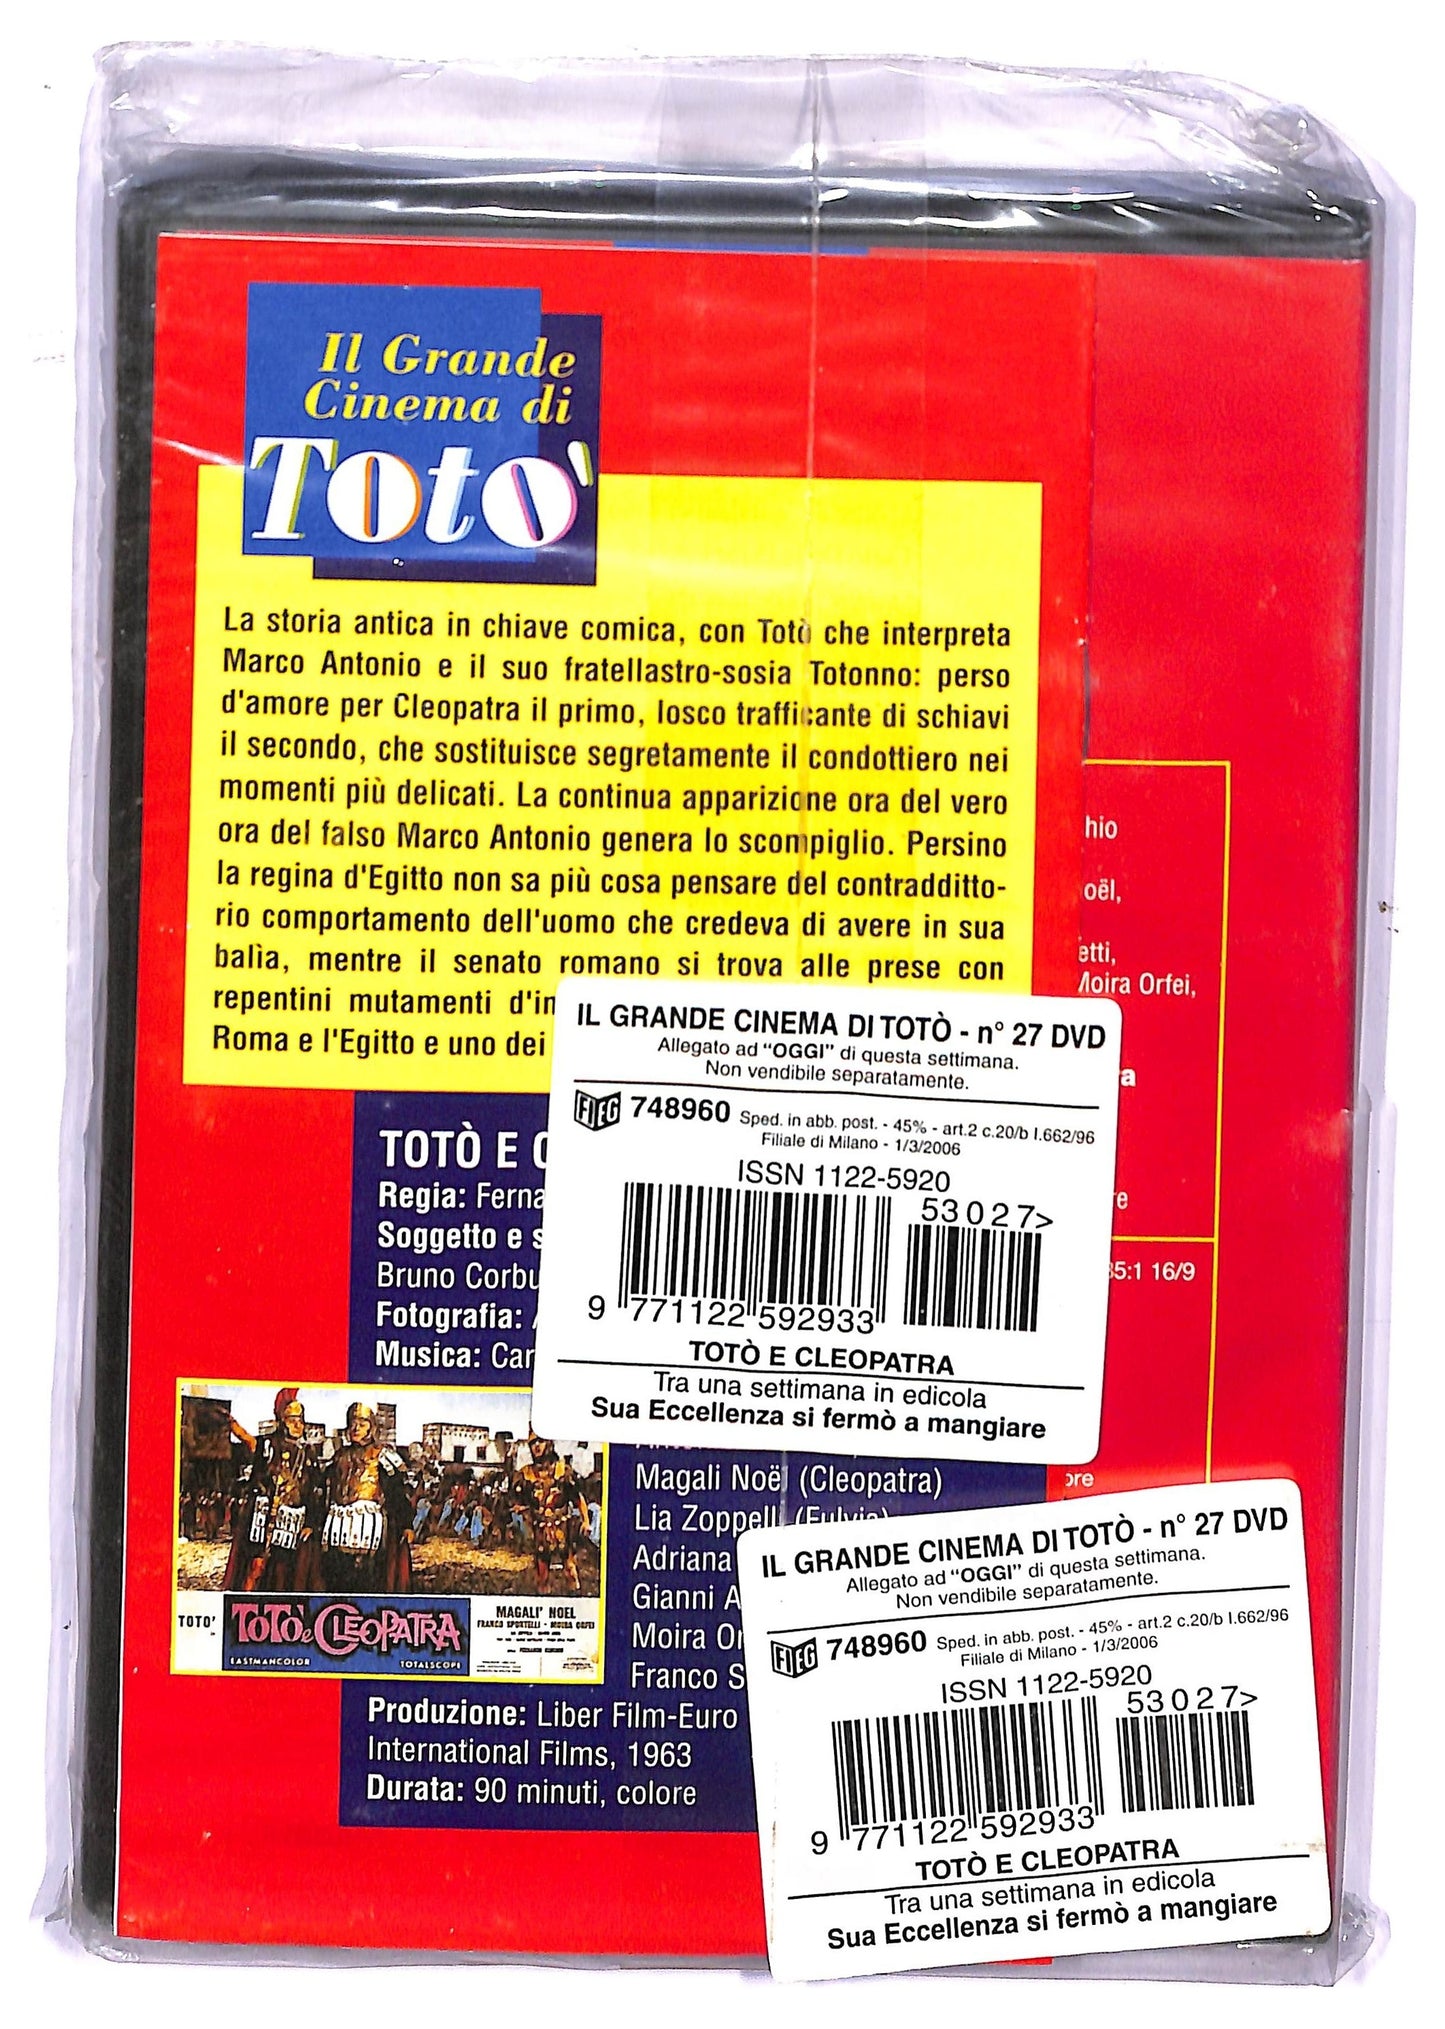 Il Grande
Cinema di
Totò
La storia antica in chiave comica, con Totò che interpreta
Marco Antonio e il suo fratellastro-sosia Totonno: perso
d'amore per Cleopatra il primo, losco trafficante di schiavi
il secondo, che sostituisce segretamente il condottiero nei
momenti più delicati. La continua apparizione ora del vero
ora del falso Marco Antonio genera lo scompiglio. Persino
la regina d'Egitto non sa più cosa pensare del contradditto-
rio comportamento dell'uomo che credeva di avere in sua
balìa, mentre il senato romano si trova alle prese con
repentini mutamenti d'in
Roma e l'Egitto e uno dei
hio
oël,
etti,
Moira Orfei,
a
e
35:1 16/9
ore
IL GRANDE CINEMA DI TOTÒ - n° 27 DVD
Allegato ad “OGGI” di questa settimana.
Non vendibile separatamente.
FIEG 748960 Sped. in abb. post. - 45% - art.2 c.20/b l.662/96
Filiale di Milano - 1/3/2006
ISSN 1122-5920
53027>
9 771122 592933
TOTÒ E CLEOPATRA
Tra una settimana in edicola
Sua Eccellenza si fermò a mangiare
TOTÒ E C
Regia: Ferna
Soggetto e s
Bruno Corbu
Fotografia: A
Musica: Car
Magali Noël (Cleopatra)
Lia Zoppelli (Fulvia)
Adriana
Gianni A
Moira Or
Franco S
Produzione: Liber Film-Euro
International Films, 1963
Durata: 90 minuti, colore
TOTO'
TOTÒ e CLEOPATRA
EASTMANCOLOR TOTALSCOPE
MAGALI' NOEL
FRANCO SPORTELLI - MOIRA ORFEI
IL GRANDE CINEMA DI TOTÒ - n° 27 DVD
Allegato ad “OGGI” di questa settimana.
Non vendibile separatamente.
FIEG 748960 Sped. in abb. post. - 45% - art.2 c.20/b l.662/96
Filiale di Milano - 1/3/2006
ISSN 1122-5920
53027>
9 771122 592933
TOTÒ E CLEOPATRA
Tra una settimana in edicola
Sua Eccellenza si fermò a mangiare